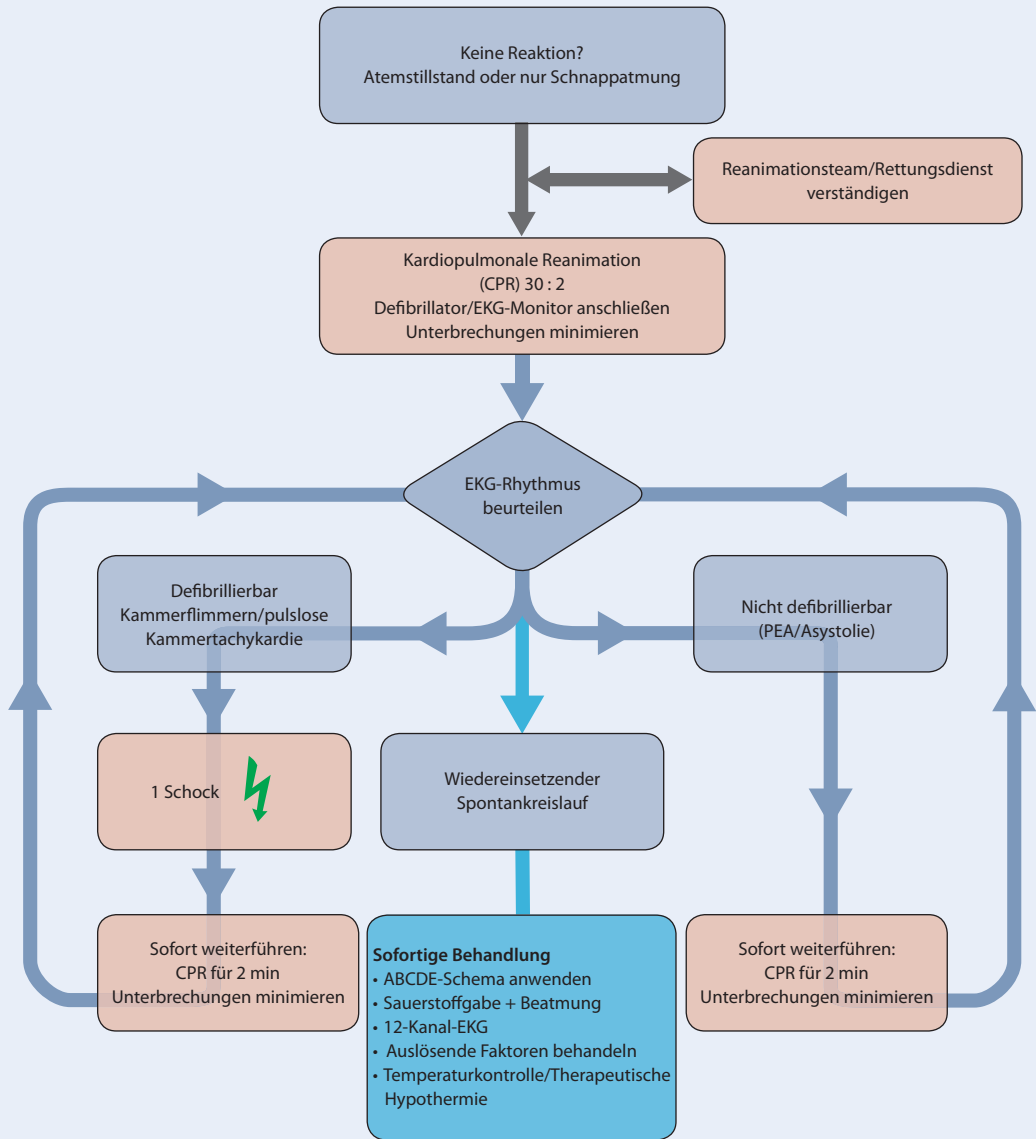 Keine Reaktion?
Atemstillstand oder nur Schnappatmung
Reanimationsteam/Rettungsdienst
verständigen
Kardiopulmonale Reanimation
(CPR) 30 : 2
Defibrillator/EKG-Monitor anschließen
Unterbrechungen minimieren
EKG-Rhythmus
beurteilen
Defibrillierbar
Kammerflimmern/pulslose
Kammertachykardie
Nicht defibrillierbar
(PEA/Asystolie)
1 Schock
Wiedereinsetzender
Spontankreislauf
Sofort weiterführen:
CPR für 2 min
Unterbrechungen minimieren
Sofortige Behandlung
• ABCDE-Schema anwenden
• Sauerstoffgabe + Beatmung
• 12-Kanal-EKG
• Auslösende Faktoren behandeln
• Temperaturkontrolle/Therapeutische
Hypothermie
Sofort weiterführen:
CPR für 2 min
Unterbrechungen minimieren